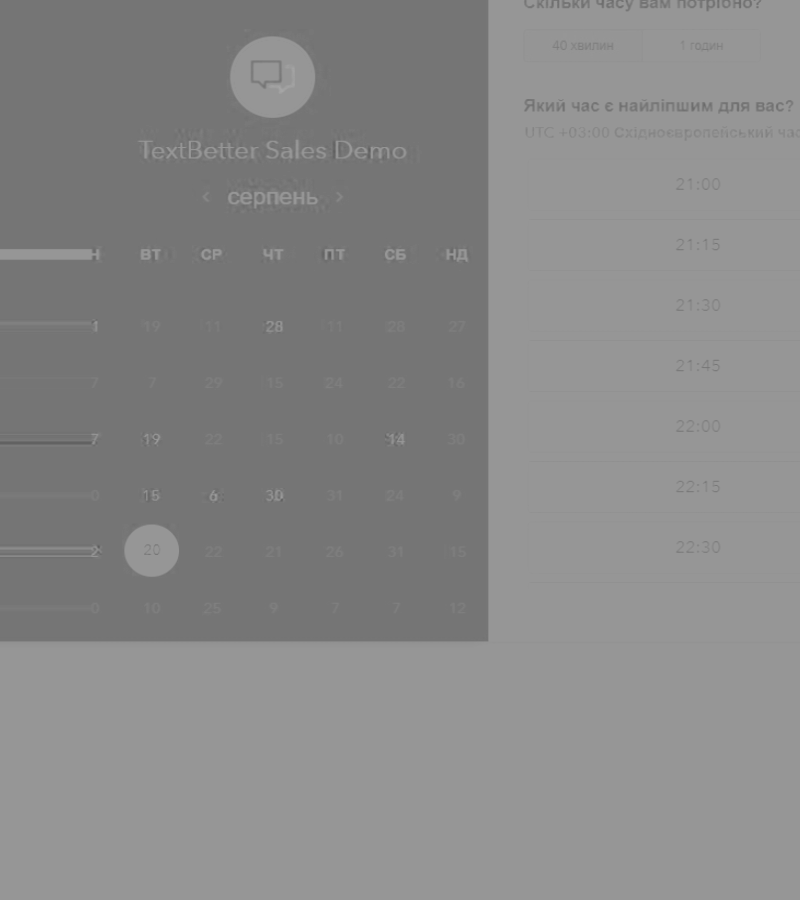 TextBetter Sales Demo
серпень
ВТ СР ЧТ ПТ СБ НД
19 11 28 11 28 27
7 7 29 15 24 22 16
7 19 22 15 10 14 30
0 15 6 30 31 24 9
2 20 22 21 26 31 15
0 10 25 9 7 7 12
Скільки часу вам потрібно?
40 хвилин 1 годин
Який час є найліпшим для вас?
UTC +03:00 Східноєвропейський час
21:00
21:15
21:30
21:45
22:00
22:15
22:30